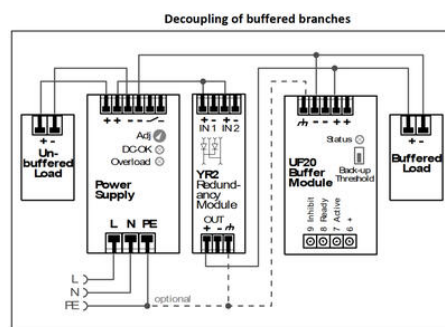 Decoupling of buffered branches
+ -
Un-
buffered
Load
+ + - -
Adj
DC-OK
Overload
Power
Supply
L N PE
+ - +
IN 1 IN 2
YR2
Redund-
ancy
Module
OUT
+ -
- - + +
Status
UF20
Buffer
Module
Back-up
Threshold
9 Inhibit
8 Ready
7 Active
6 +
+ -
Buffered
Load
L
N
PE
optional